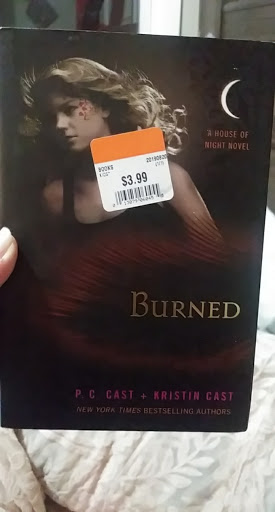 A HOUSE OF
NIGHT NOVEL
BOOKS
$3.99
BURNED
P. C. CAST + KRISTIN CAST
NEW YORK TIMES BESTSELLING AUTHORS